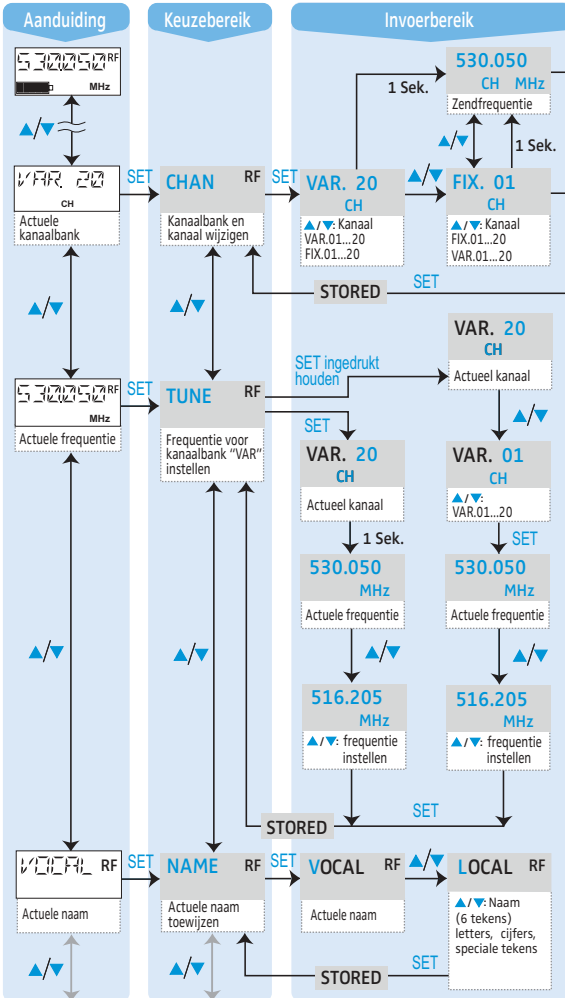 Aanduiding
Keuzebereik
Invoerbereik
530.050 RF
MHz
530.050
CH MHz
Zendfrequentie
1 Sek.
▲/▼
▲/▼
1 Sek.
VAR. 20
CH
Actuele
kanaalbank
SET
CHAN RF
Kanaalbank en
kanaal wijzigen
SET
VAR. 20
CH
▲/▼: Kanaal
VAR.01...20
FIX.01...20
▲/▼
FIX. 01
CH
▲/▼: Kanaal
FIX.01...20
VAR.01...20
STORED
SET
▲/▼
▲/▼
530.050 RF
MHz
Actuele frequentie
SET
TUNE RF
Frequentie voor
kanaalbank “VAR”
instellen
SET ingedrukt
houden
VAR. 20
CH
Actueel kanaal
SET
▲/▼
VAR. 20
CH
Actueel kanaal
VAR. 01
CH
▲/▼:
VAR.01...20
1 Sek.
SET
530.050
MHz
Actuele frequentie
530.050
MHz
Actuele frequentie
▲/▼
▲/▼
▲/▼
▲/▼
516.205
MHz
▲/▼: frequentie
instellen
516.205
MHz
▲/▼: frequentie
instellen
STORED
SET
VOCAL RF
Actuele naam
SET
NAME RF
Actuele naam
toewijzen
SET
VOCAL RF
Actuele naam
▲/▼
LOCAL RF
▲/▼: Naam
(6 tekens)
letters, cijfers,
speciale tekens
STORED
SET
▲/▼
▲/▼